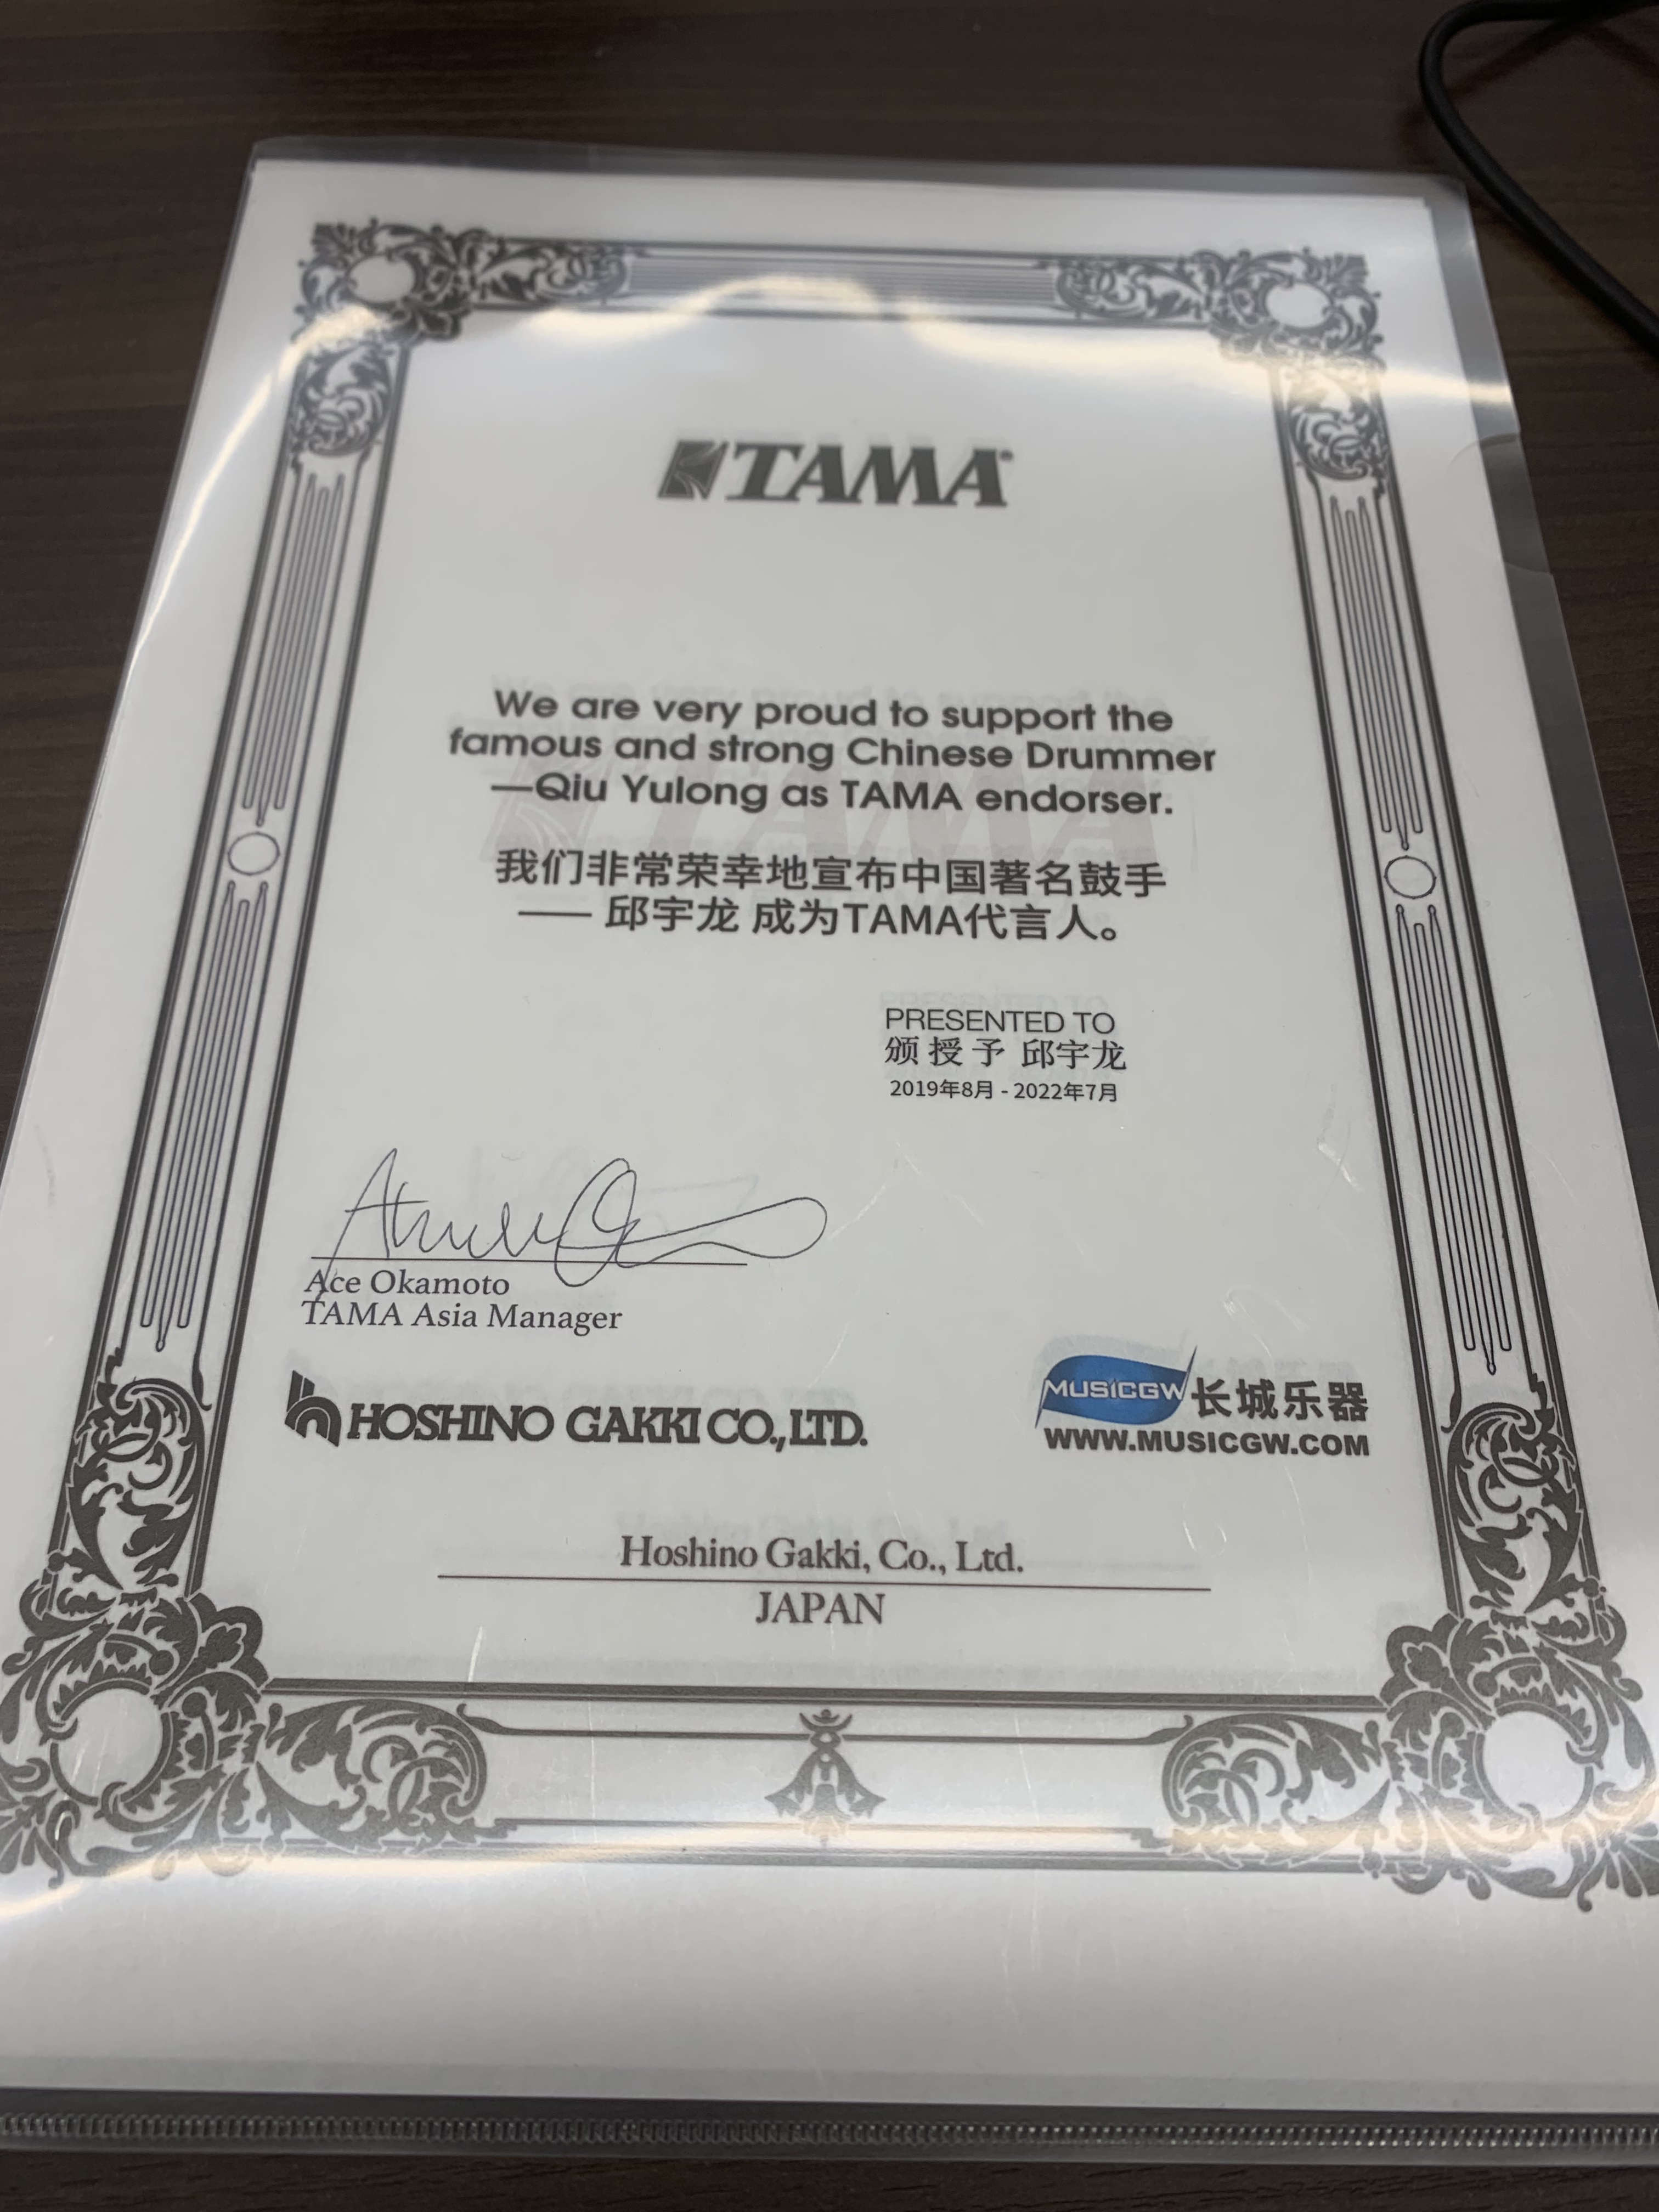 TAMA®
We are very proud to support the
famous and strong Chinese Drummer
—Qiu Yulong as TAMA endorser.
我们非常荣幸地宣布中国著名鼓手
—— 邱宇龙 成为TAMA代言人。
PRESENTED TO
颁授予 邱宇龙
2019年8月 - 2022年7月
Ace Okamoto
TAMA Asia Manager
HOSHINO GAKKI CO.,LTD.
MUSICGW 长城乐器
WWW.MUSICGW.COM
Hoshino Gakki, Co., Ltd.
JAPAN